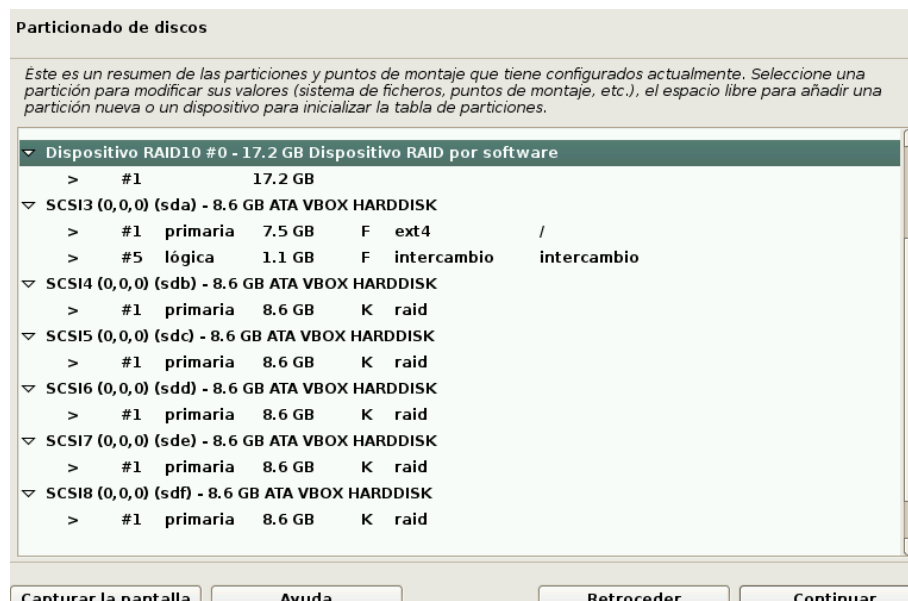 Particionado de discos
Éste es un resumen de las particiones y puntos de montaje que tiene configurados actualmente. Seleccione una
partición para modificar sus valores (sistema de ficheros, puntos de montaje, etc.), el espacio libre para añadir una
partición nueva o un dispositivo para inicializar la tabla de particiones.
Dispositivo RAID10 #0 - 17.2 GB Dispositivo RAID por software
> #1 17.2 GB
SCSI3 (0,0,0) (sda) - 8.6 GB ATA VBOX HARDDISK
> #1 primaria 7.5 GB F ext4 /
> #5 lógica 1.1 GB F intercambio intercambio
SCSI4 (0,0,0) (sdb) - 8.6 GB ATA VBOX HARDDISK
> #1 primaria 8.6 GB K raid
SCSI5 (0,0,0) (sdc) - 8.6 GB ATA VBOX HARDDISK
> #1 primaria 8.6 GB K raid
SCSI6 (0,0,0) (sdd) - 8.6 GB ATA VBOX HARDDISK
> #1 primaria 8.6 GB K raid
SCSI7 (0,0,0) (sde) - 8.6 GB ATA VBOX HARDDISK
> #1 primaria 8.6 GB K raid
SCSI8 (0,0,0) (sdf) - 8.6 GB ATA VBOX HARDDISK
> #1 primaria 8.6 GB K raid
Capturar la pantalla Ayuda Retroceder Continuar